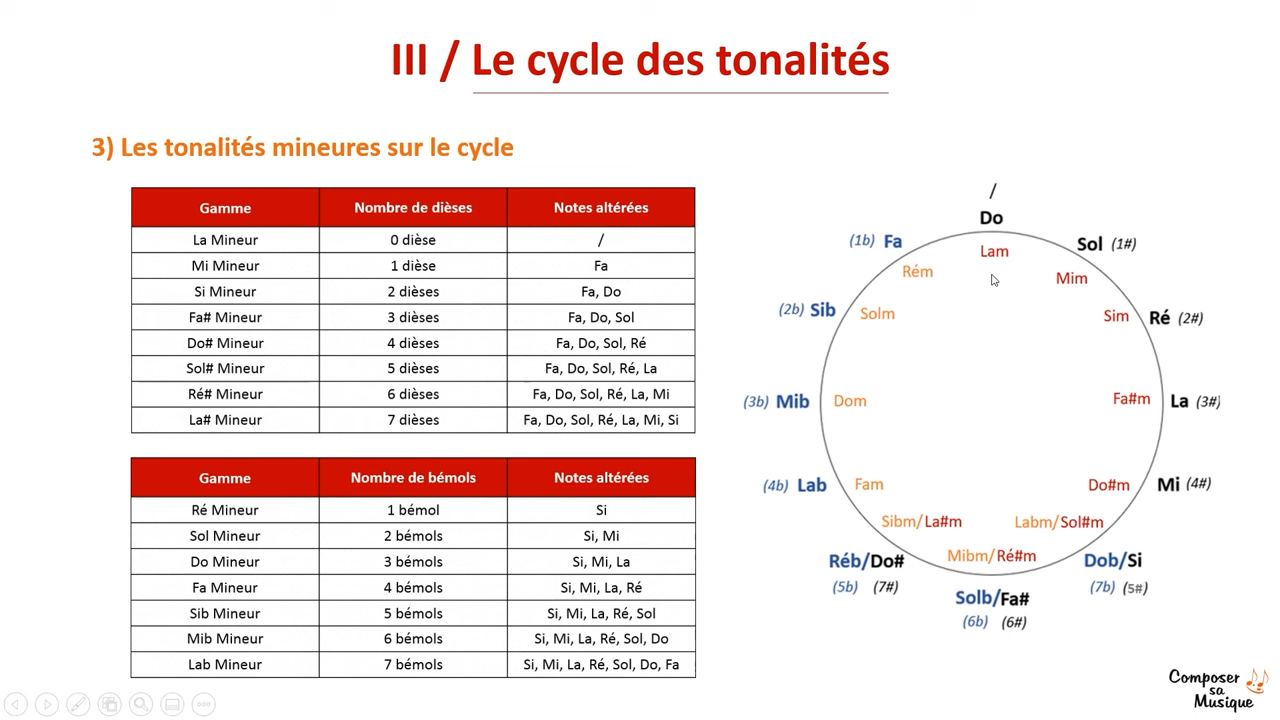 III / Le cycle des tonalités
3) Les tonalités mineures sur le cycle
Gamme Nombre de dièses Notes altérées
La Mineur 0 dièse /
Mi Mineur 1 dièse Fa
Si Mineur 2 dièses Fa, Do
Fa# Mineur 3 dièses Fa, Do, Sol
Do# Mineur 4 dièses Fa, Do, Sol, Ré
Sol# Mineur 5 dièses Fa, Do, Sol, Ré, La
Ré# Mineur 6 dièses Fa, Do, Sol, Ré, La, Mi
La# Mineur 7 dièses Fa, Do, Sol, Ré, La, Mi, Si
Gamme Nombre de bémols Notes altérées
Ré Mineur 1 bémol Si
Sol Mineur 2 bémols Si, Mi
Do Mineur 3 bémols Si, Mi, La
Fa Mineur 4 bémols Si, Mi, La, Ré
Sib Mineur 5 bémols Si, Mi, La, Ré, Sol
Mib Mineur 6 bémols Si, Mi, La, Ré, Sol, Do
Lab Mineur 7 bémols Si, Mi, La, Ré, Sol, Do, Fa
/
Do
(1b) Fa Sol (1#)
Lam
Rém Mim
(2b) Sib Solm Sim Ré (2#)
(3b) Mib Dom Fa#m La (3#)
(4b) Lab Fam Do#m Mi (4#)
Sibm/La#m Labm/Sol#m
Mibm/Ré#m
Réb/Do# Dob/Si
(5b) (7#) (7b) (5#)
Solb/Fa#
(6b) (6#)
Composer
sa
Musique